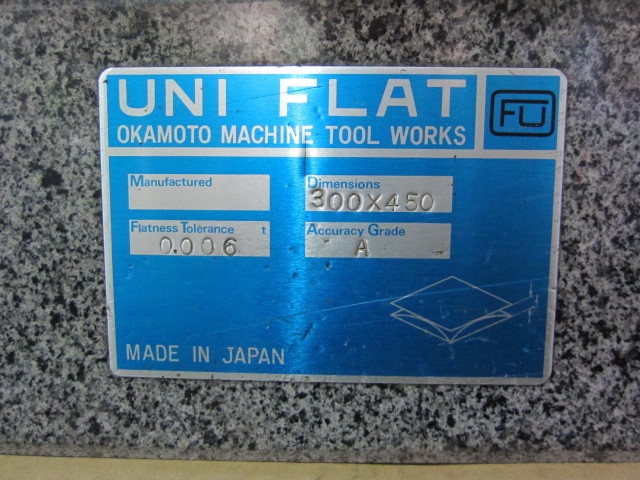 UNI FLAT
FU
OKAMOTO MACHINE TOOL WORKS
Manufactured
Dimensions
300X450
Flatness Tolerance t
0.006
Accuracy Grade
A
MADE IN JAPAN